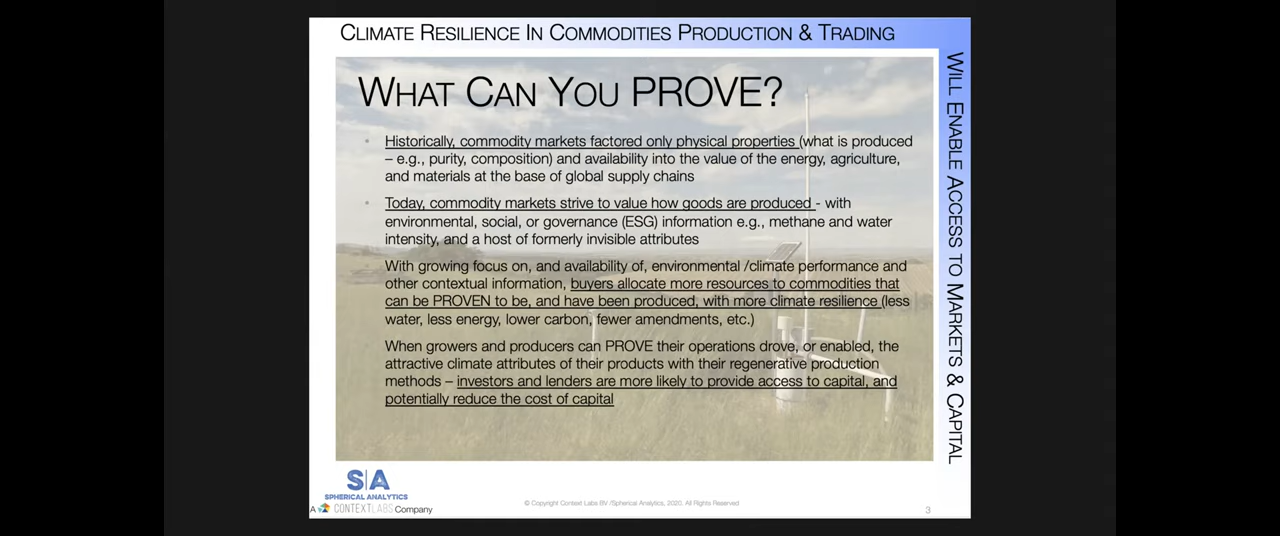 CLIMATE RESILIENCE IN COMMODITIES PRODUCTION & TRADING
WHAT CAN YOU PROVE?
• Historically, commodity markets factored only physical properties (what is produced
– e.g., purity, composition) and availability into the value of the energy, agriculture,
and materials at the base of global supply chains
• Today, commodity markets strive to value how goods are produced - with
environmental, social, or governance (ESG) information e.g., methane and water
intensity, and a host of formerly invisible attributes
With growing focus on, and availability of, environmental /climate performance and
other contextual information, buyers allocate more resources to commodities that
can be PROVEN to be, and have been produced, with more climate resilience (less
water, less energy, lower carbon, fewer amendments, etc.)
When growers and producers can PROVE their operations drove, or enabled, the
attractive climate attributes of their products with their regenerative production
methods – investors and lenders are more likely to provide access to capital, and
potentially reduce the cost of capital
WILL ENABLE ACCESS TO MARKETS & CAPITAL
S|A
SPHERICAL ANALYTICS
A CONTEXTLABS Company
© Copyright Context Labs BV /Spherical Analytics, 2020. All Rights Reserved
3